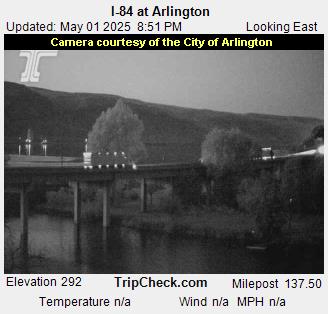 I-84 at Arlington
Updated: May 01 2025 8:51 PM Looking East
Camera courtesy of the City of Arlington
Elevation 292 TripCheck.com Milepost 137.50
Temperature n/a Wind n/a MPH n/a